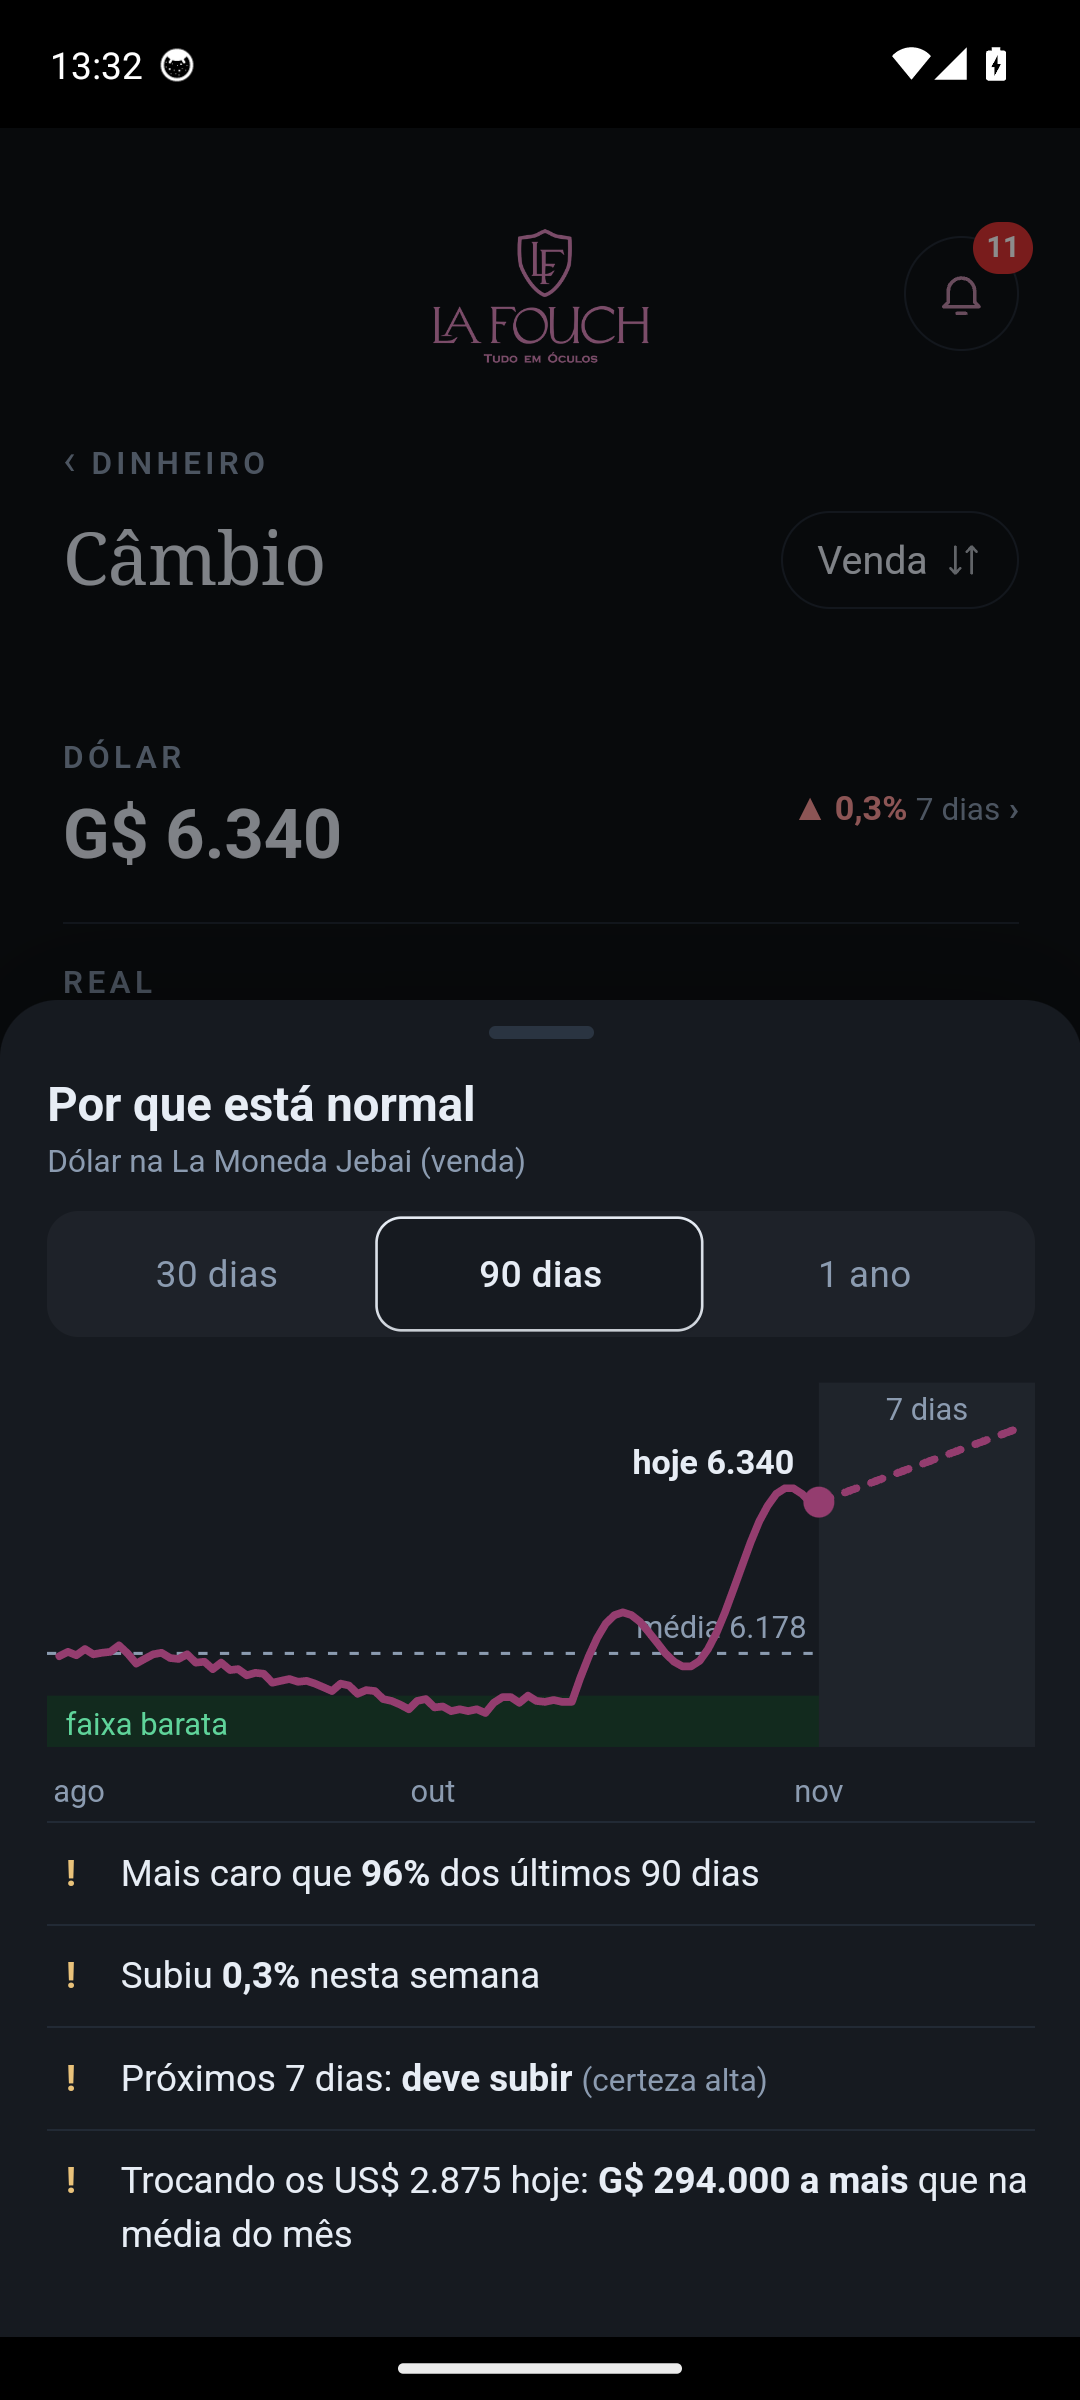 13:32
11
LF
LA FOUCH
TUDO EM ÓCULOS
‹ DINHEIRO
Câmbio
Venda ↓↑
DÓLAR
G$ 6.340
▲ 0,3% 7 dias ›
REAL
Por que está normal
Dólar na La Moneda Jebai (venda)
30 dias
90 dias
1 ano
7 dias
hoje 6.340
média 6.178
faixa barata
ago
out
nov
! Mais caro que 96% dos últimos 90 dias
! Subiu 0,3% nesta semana
! Próximos 7 dias: deve subir (certeza alta)
! Trocando os US$ 2.875 hoje: G$ 294.000 a mais que na
média do mês